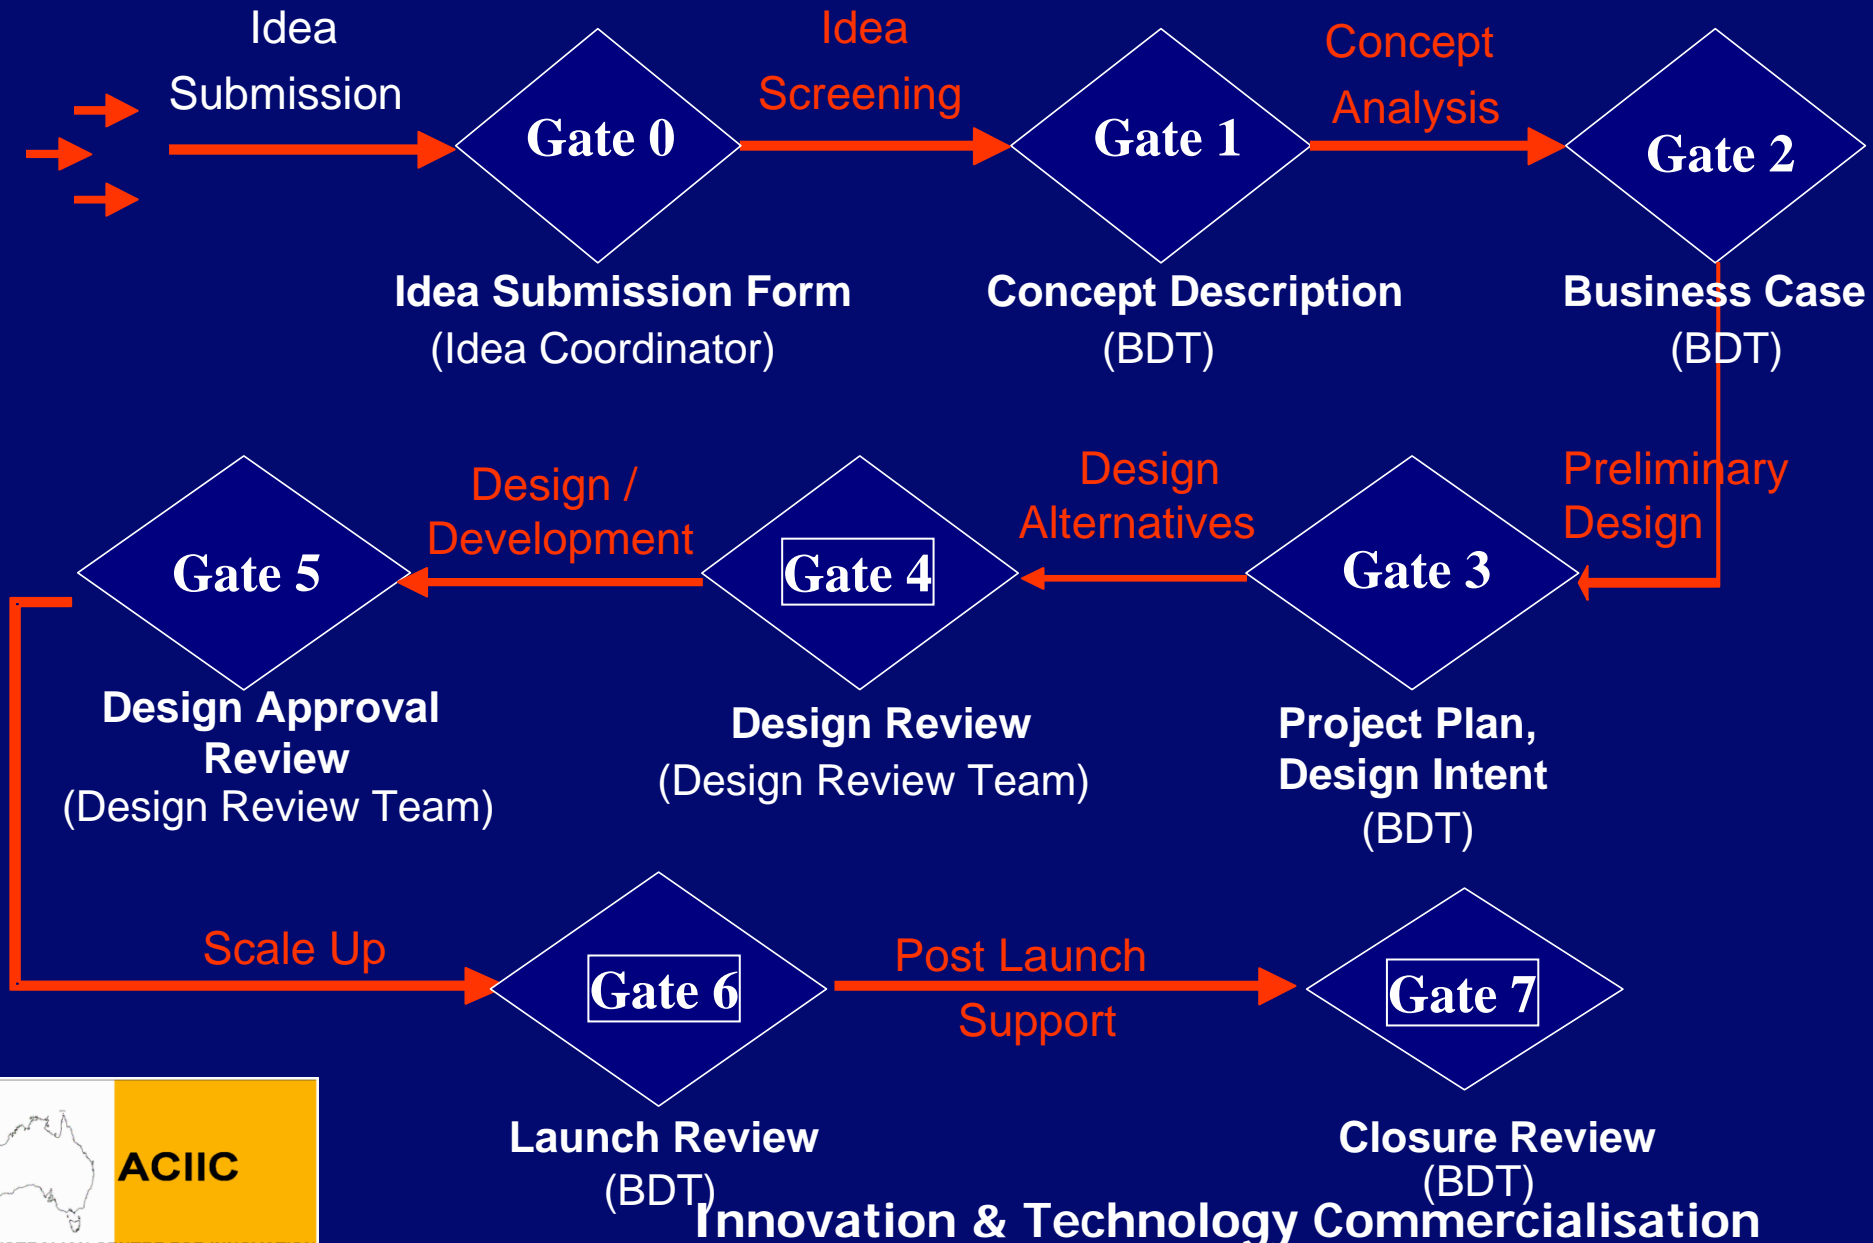 Idea
Submission
Gate 0
Idea
Screening
Gate 1
Concept
Analysis
Gate 2
Idea Submission Form
(Idea Coordinator)
Concept Description
(BDT)
Business Case
(BDT)
Preliminary
Design
Gate 3
Design
Alternatives
Gate 4
Design /
Development
Gate 5
Project Plan,
Design Intent
(BDT)
Design Review
(Design Review Team)
Design Approval
Review
(Design Review Team)
Scale Up
Gate 6
Post Launch
Support
Gate 7
Launch Review
(BDT)
Closure Review
(BDT)
ACIIC
Innovation & Technology Commercialisation